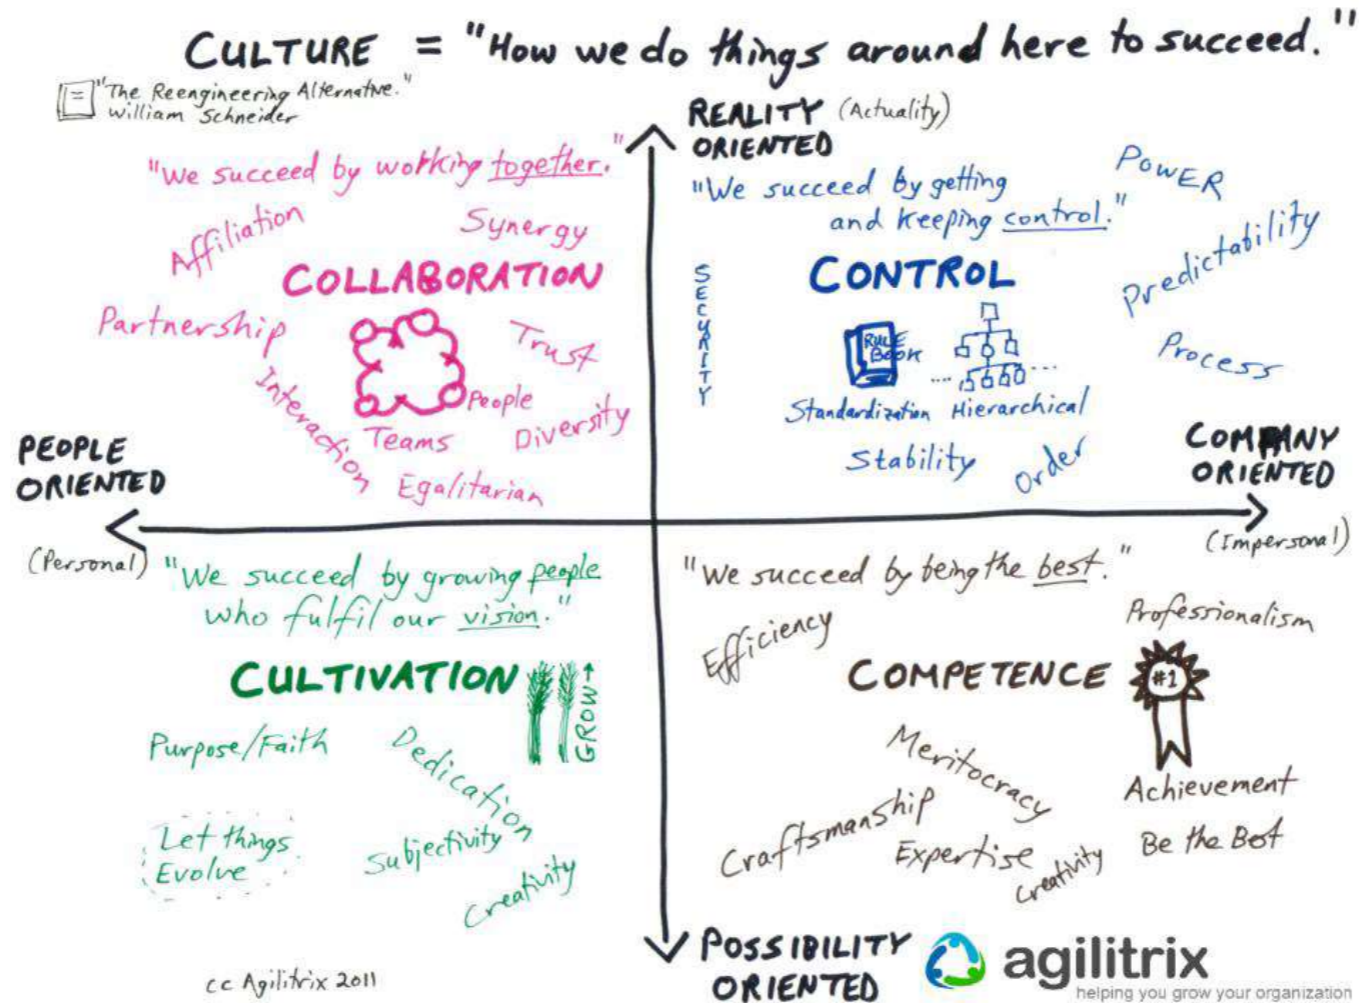 CULTURE = "How we do things around here to succeed."
"The Reengineering Alternative."
William Schneider
REALITY (Actuality)
ORIENTED
"We succeed by working together."
Affiliation
Synergy
COLLABORATION
Partnership
Trust
Interaction
People
Teams
Diversity
Egalitarian
"We succeed by getting
and keeping control."
POWER
Predictability
SECURITY
CONTROL
RULE
BOOK
Process
Standardization
Hierarchical
Stability
Order
PEOPLE
ORIENTED
(Personal)
COMPANY
ORIENTED
(Impersonal)
"We succeed by growing people
who fulfil our vision."
CULTIVATION
GROW
Purpose/Faith
Dedication
Let things
Evolve
Subjectivity
Creativity
"We succeed by being the best."
Efficiency
Professionalism
COMPETENCE
#1
Meritocracy
Achievement
Craftsmanship
Expertise
Creativity
Be the Best
POSSIBILITY
ORIENTED
cc Agilitrix 2011
agilitrix
helping you grow your organization